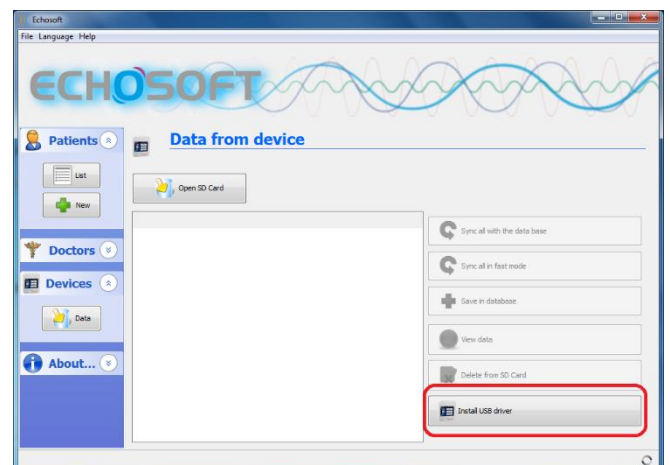 Echosoft
File Language Help
ECHOSOFT
Patients
List
New
Doctors
Devices
Data
About...
Data from device
Open SD Card
Sync all with the data base
Sync all in fast mode
Save in database
View data
Delete from SD Card
Install USB driver